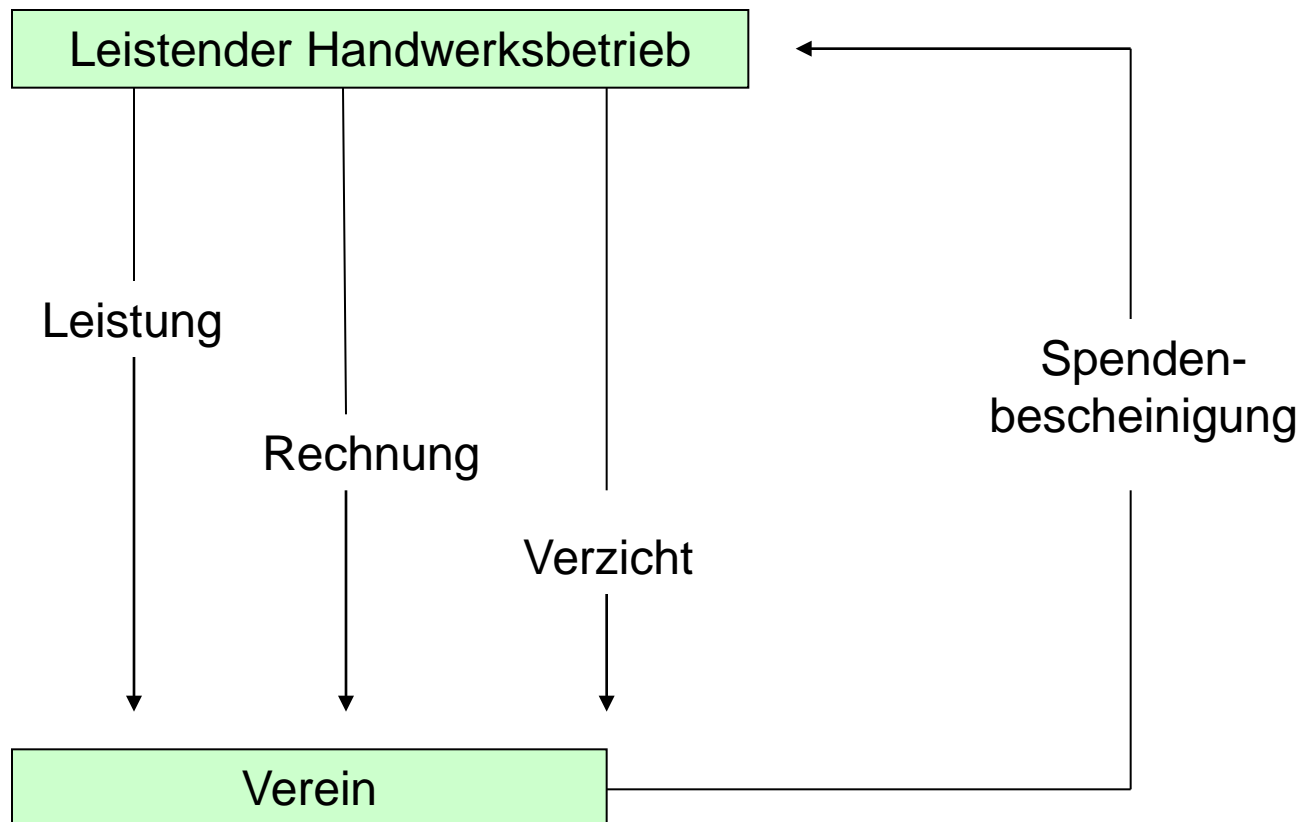 Leistender Handwerksbetrieb
Leistung
Rechnung
Verzicht
Spenden-
bescheinigung
Verein